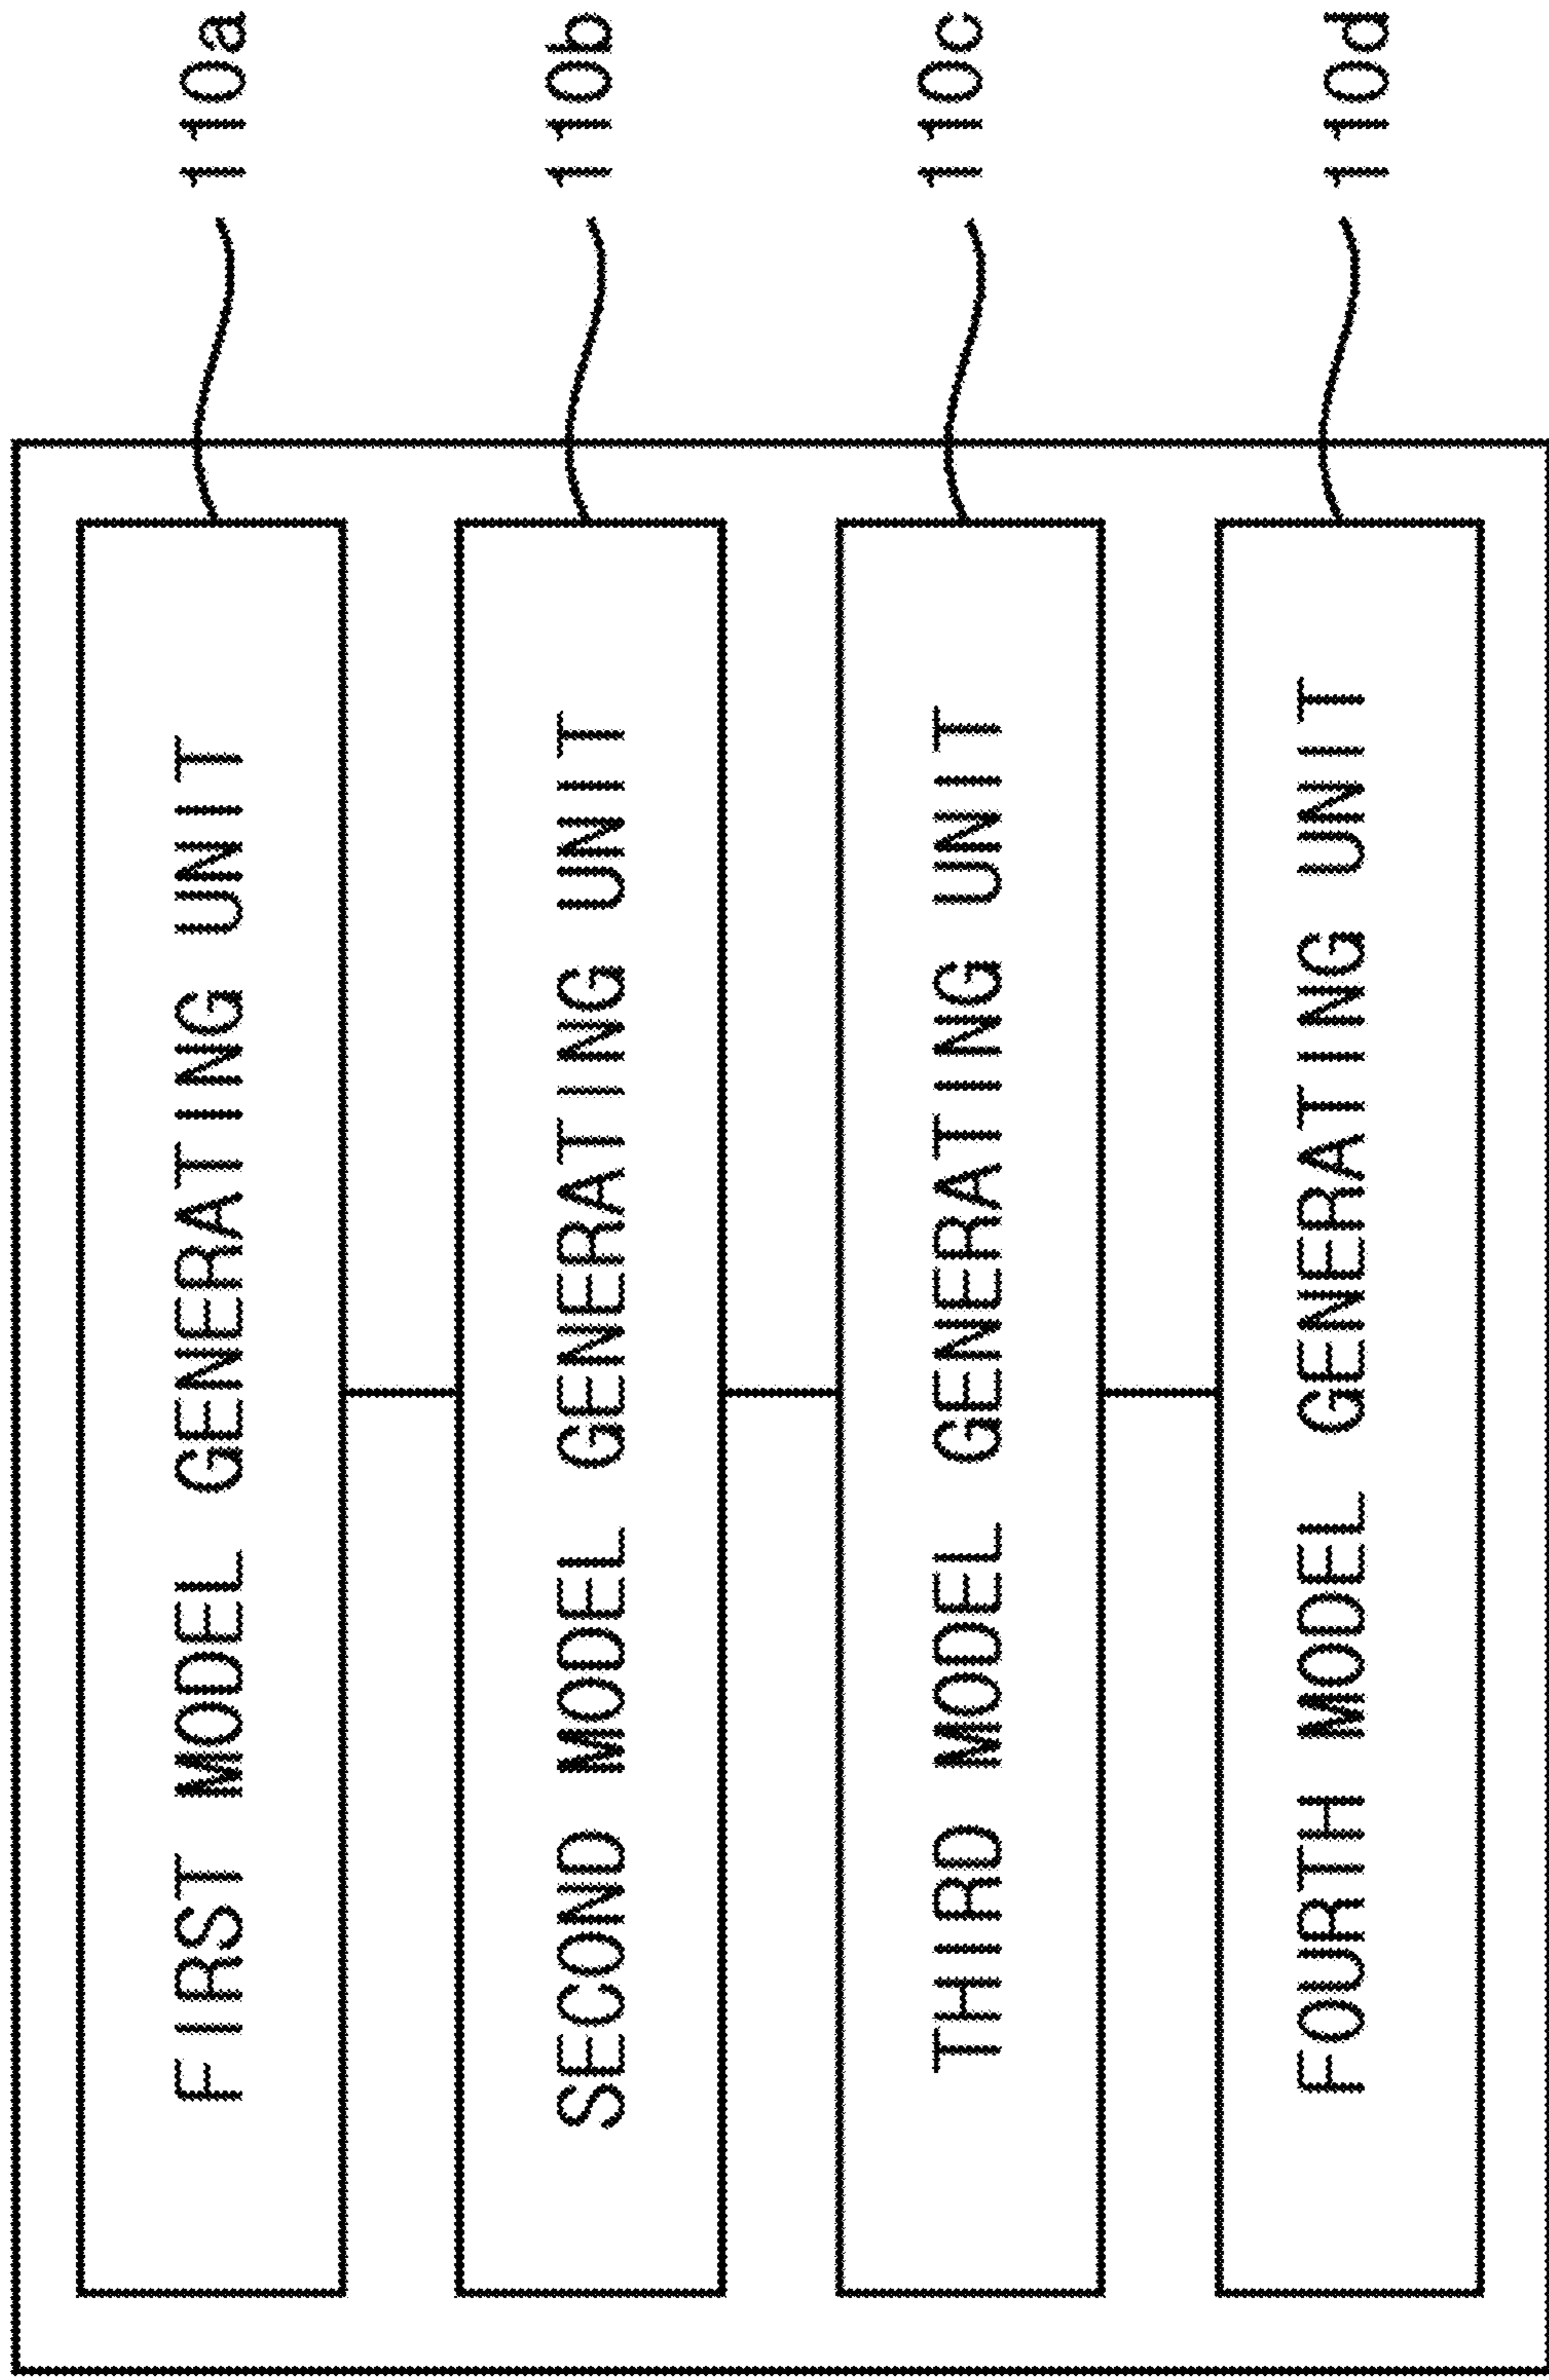 FIRST MODEL GENERATING UNIT
110a
SECOND MODEL GENERATING UNIT
110b
THIRD MODEL GENERATING UNIT
110c
FOURTH MODEL GENERATING UNIT
110d